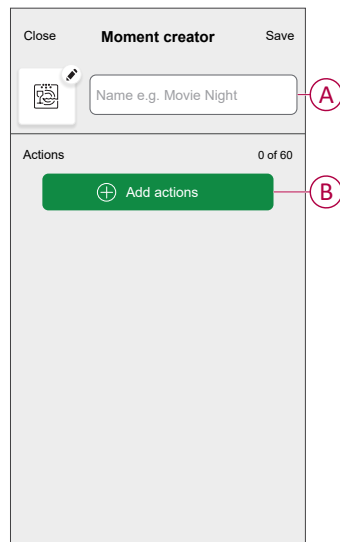 Close Moment creator Save
Name e.g. Movie Night
A
Actions 0 of 60
Add actions
B